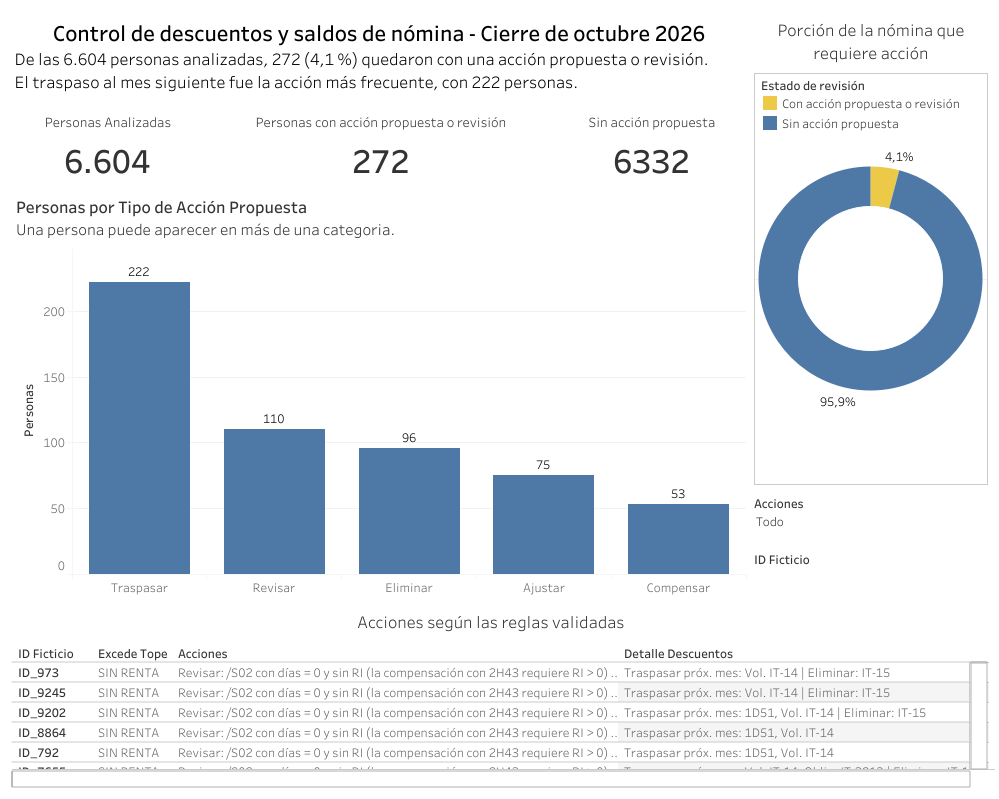 Control de descuentos y saldos de nómina - Cierre de octubre 2026
De las 6.604 personas analizadas, 272 (4,1 %) quedaron con una acción propuesta o revisión.
El traspaso al mes siguiente fue la acción más frecuente, con 222 personas.
Personas Analizadas
6.604
Personas con acción propuesta o revisión
272
Sin acción propuesta
6332
Porción de la nómina que
requiere acción
Estado de revisión
Con acción propuesta o revisión
Sin acción propuesta
4,1%
95,9%
Personas por Tipo de Acción Propuesta
Una persona puede aparecer en más de una categoria.
Personas
200
150
100
50
0
222
110
96
75
53
Traspasar
Revisar
Eliminar
Ajustar
Compensar
Acciones
Todo
ID Ficticio
Acciones según las reglas validadas
ID Ficticio Excede Tope Acciones Detalle Descuentos
ID_973 SIN RENTA Revisar: /S02 con días = 0 y sin RI (la compensación con 2H43 requiere RI > 0) .. Traspasar próx. mes: Vol. IT-14 | Eliminar: IT-15
ID_9245 SIN RENTA Revisar: /S02 con días = 0 y sin RI (la compensación con 2H43 requiere RI > 0) .. Traspasar próx. mes: Vol. IT-14 | Eliminar: IT-15
ID_9202 SIN RENTA Revisar: /S02 con días = 0 y sin RI (la compensación con 2H43 requiere RI > 0) .. Traspasar próx. mes: 1D51, Vol. IT-14 | Eliminar: IT-15
ID_8864 SIN RENTA Revisar: /S02 con días = 0 y sin RI (la compensación con 2H43 requiere RI > 0) .. Traspasar próx. mes: 1D51, Vol. IT-14
ID_792 SIN RENTA Revisar: /S02 con días = 0 y sin RI (la compensación con 2H43 requiere RI > 0) .. Traspasar próx. mes: 1D51, Vol. IT-14